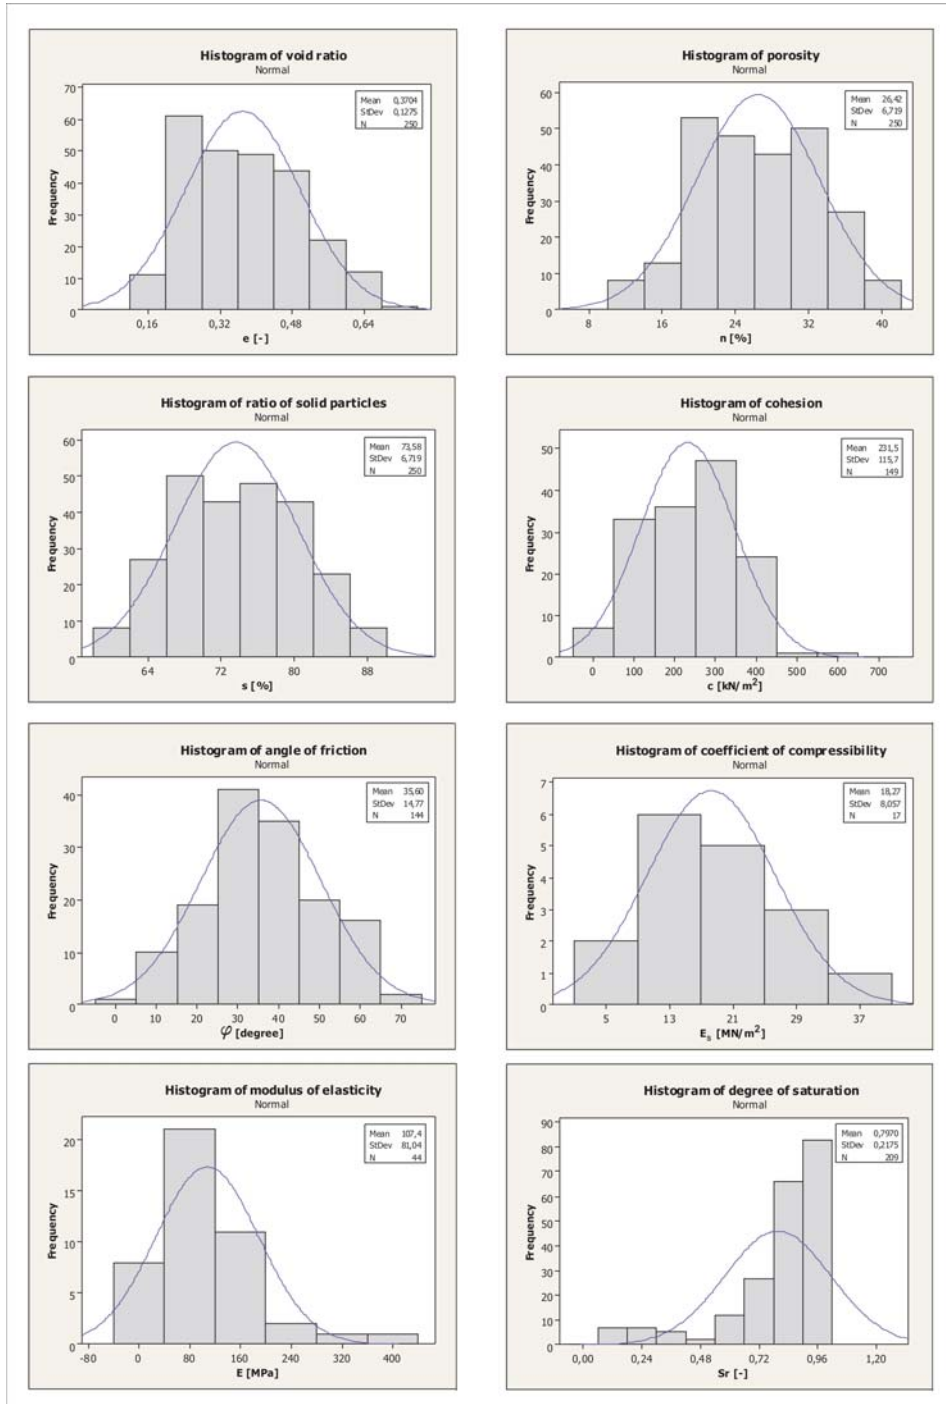 Histogram of void ratio
Normal
Mean 0,3704
StDev 0,1275
N 250
Frequency
70
60
50
40
30
20
10
0
0,16 0,32 0,48 0,64
e [-]
Histogram of porosity
Normal
Mean 26,42
StDev 6,719
N 250
Frequency
60
50
40
30
20
10
0
8 16 24 32 40
n [%]
Histogram of ratio of solid particles
Normal
Mean 73,58
StDev 6,719
N 250
Frequency
60
50
40
30
20
10
0
64 72 80 88
s [%]
Histogram of cohesion
Normal
Mean 231,5
StDev 115,7
N 149
Frequency
50
40
30
20
10
0
0 100 200 300 400 500 600 700
c [kN/m²]
Histogram of angle of friction
Normal
Mean 35,60
StDev 14,77
N 144
Frequency
40
30
20
10
0
0 10 20 30 40 50 60 70
φ [degree]
Histogram of coefficient of compressibility
Normal
Mean 18,27
StDev 8,057
N 17
Frequency
7
6
5
4
3
2
1
0
5 13 21 29 37
Eₛ [MN/m²]
Histogram of modulus of elasticity
Normal
Mean 107,4
StDev 81,04
N 44
Frequency
20
15
10
5
0
-80 0 80 160 240 320 400
E [MPa]
Histogram of degree of saturation
Normal
Mean 0,7970
StDev 0,2175
N 209
Frequency
90
80
70
60
50
40
30
20
10
0
0,00 0,24 0,48 0,72 0,96 1,20
Sr [-]